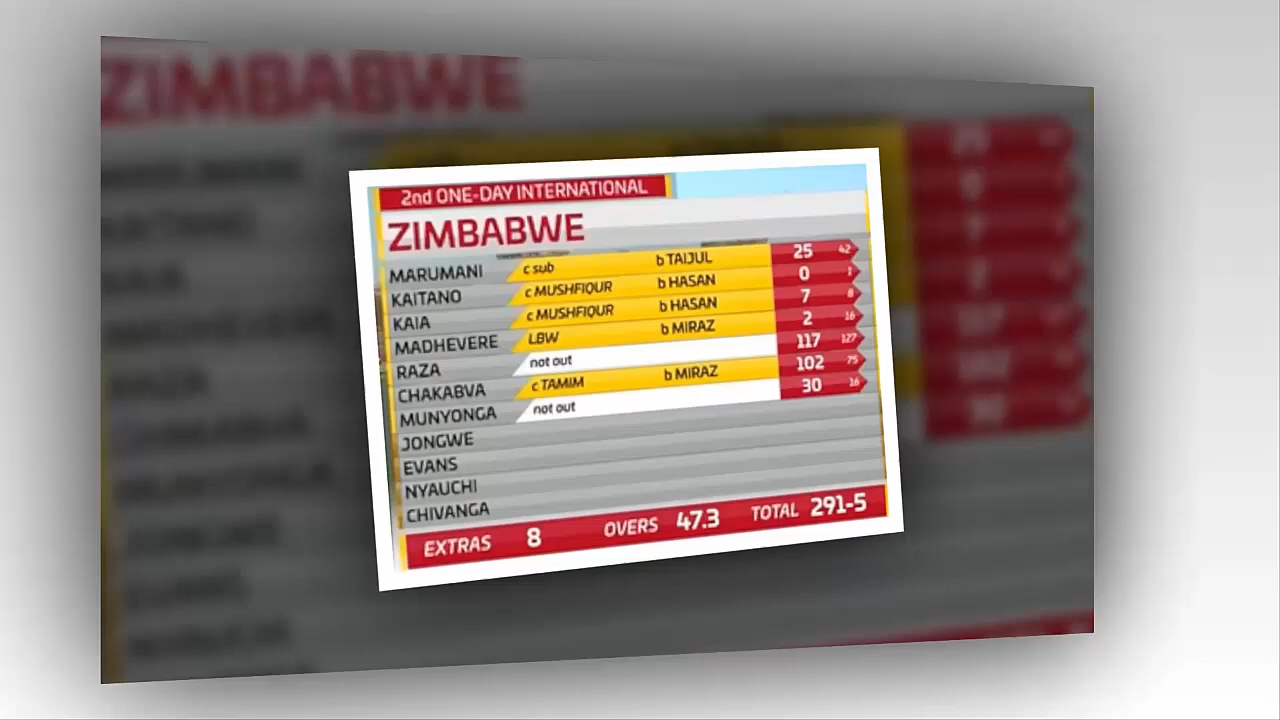 ZIMBABWE
2nd ONE-DAY INTERNATIONAL
ZIMBABWE
MARUMANI c sub b TAIJUL 25 42
KAITANO c MUSHFIQUR b HASAN 0
KAIA c MUSHFIQUR b HASAN 7 8
MADHEVERE LBW b MIRAZ 2 16
RAZA not out 117 127
CHAKABVA c TAMIM b MIRAZ 102 75
MUNYONGA not out 30 16
JONGWE
EVANS
NYAUCHI
CHIVANGA
EXTRAS 8 OVERS 47.3 TOTAL 291-5